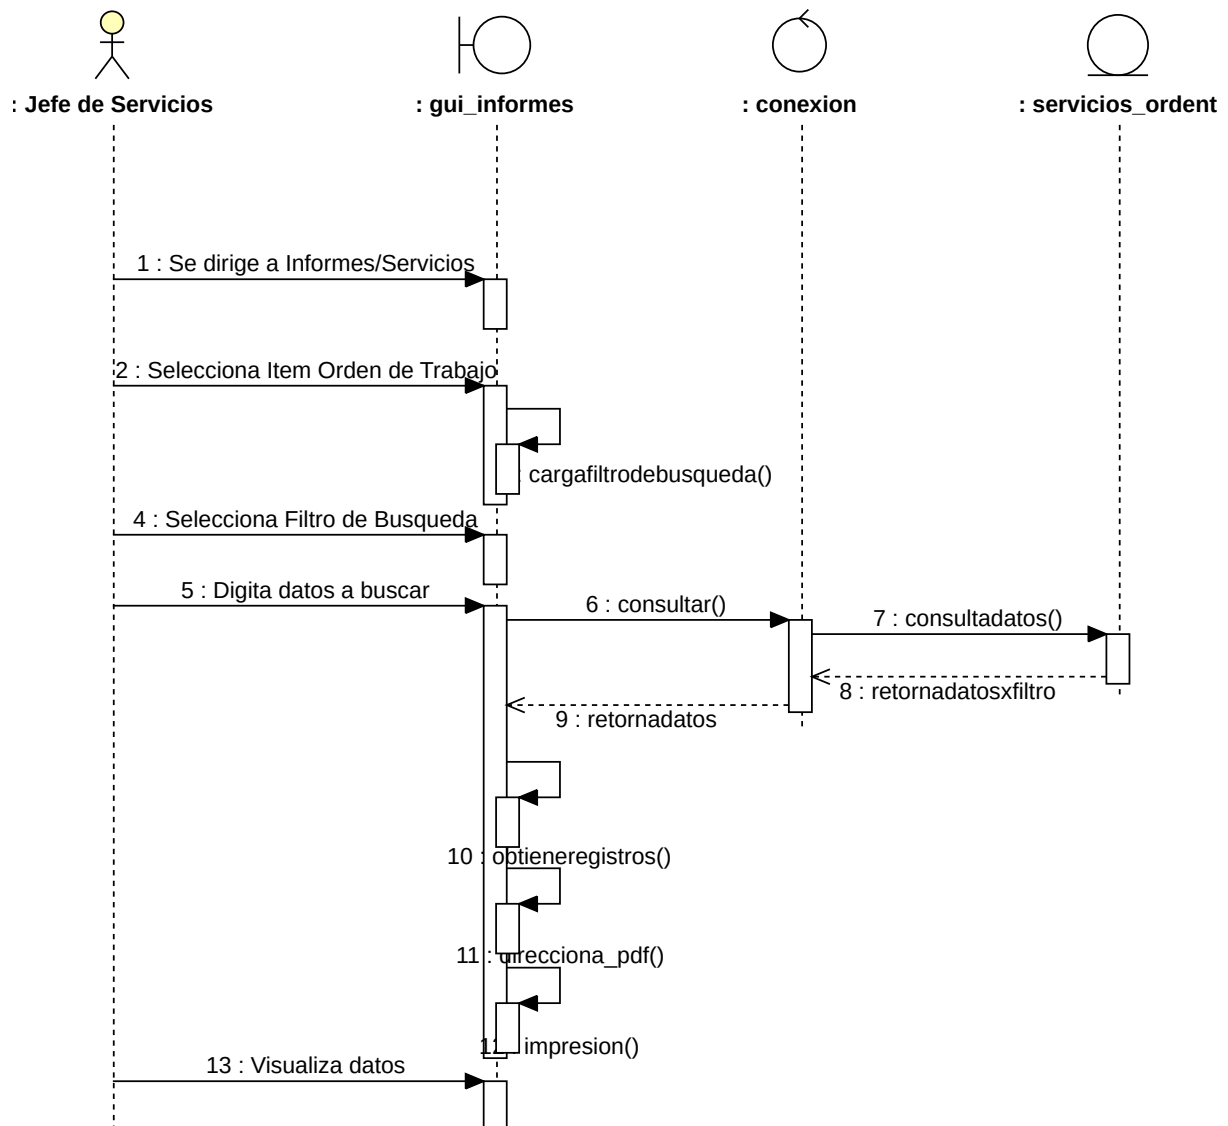 : Jefe de Servicios
: gui_informes
: conexion
: servicios_ordent
1 : Se dirige a Informes/Servicios
2 : Selecciona Item Orden de Trabajo
: cargafiltrodebusqueda()
4 : Selecciona Filtro de Busqueda
5 : Digita datos a buscar
6 : consultar()
7 : consultadatos()
8 : retornadatosxfiltro
9 : retornadatos
10 : obtieneregistros()
11 : direcciona_pdf()
12 : impresion()
13 : Visualiza datos